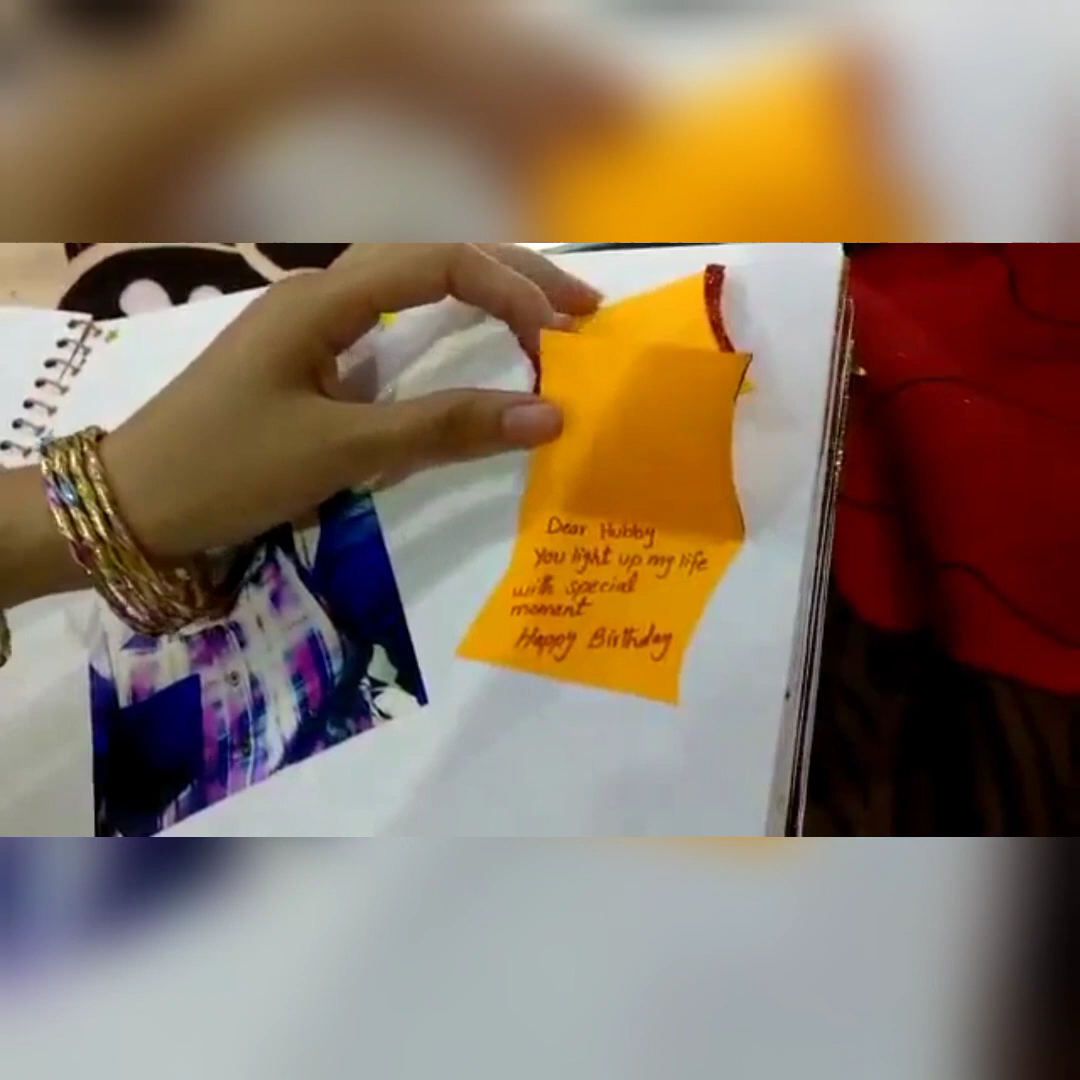 Dear Hubby
You light up my life
with special
moment
Happy Birthday